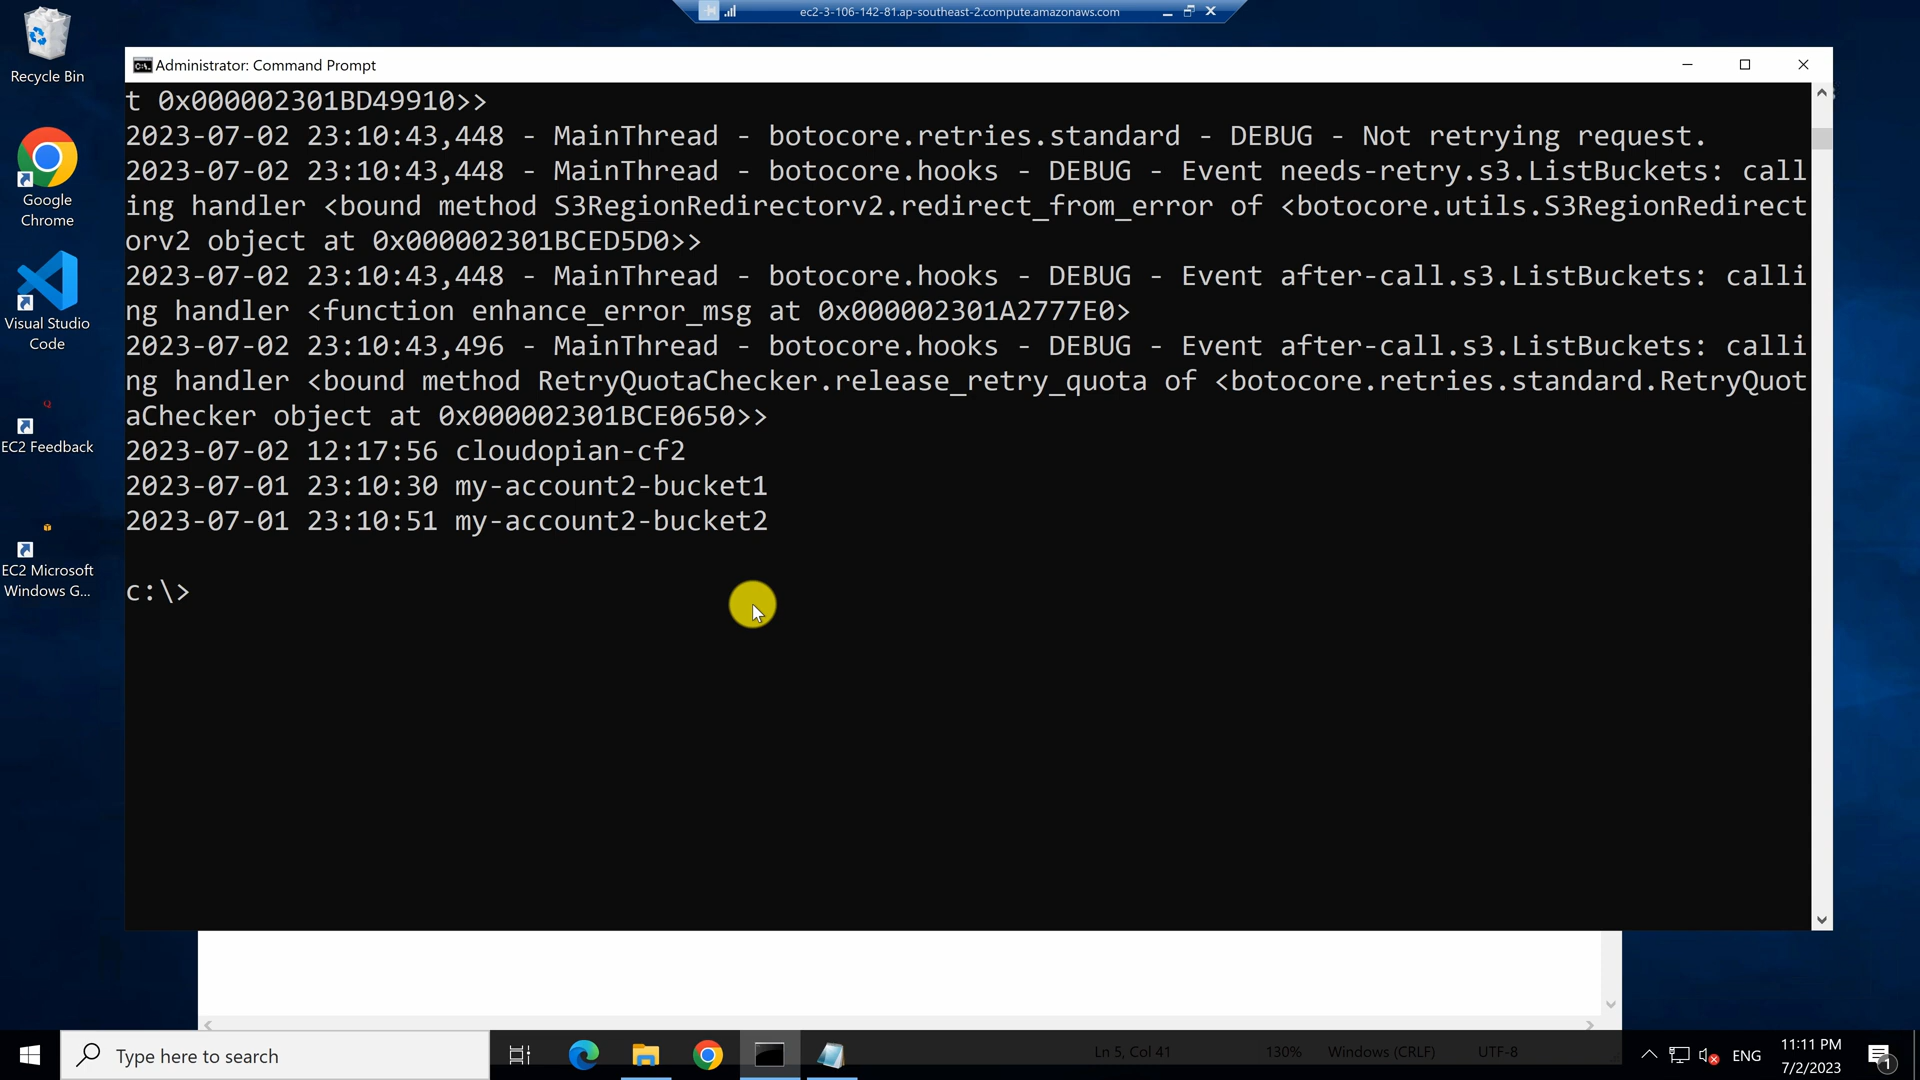 ec2-3-106-142-81.ap-southeast-2.compute.amazonaws.com
Recycle Bin
Google
Chrome
Visual Studio
Code
EC2 Feedback
EC2 Microsoft
Windows G...
Administrator: Command Prompt
t 0x000002301BD49910>>
2023-07-02 23:10:43,448 - MainThread - botocore.retries.standard - DEBUG - Not retrying request.
2023-07-02 23:10:43,448 - MainThread - botocore.hooks - DEBUG - Event needs-retry.s3.ListBuckets: call
ing handler <bound method S3RegionRedirectorv2.redirect_from_error of <botocore.utils.S3RegionRedirect
orv2 object at 0x000002301BCED5D0>>
2023-07-02 23:10:43,448 - MainThread - botocore.hooks - DEBUG - Event after-call.s3.ListBuckets: calli
ng handler <function enhance_error_msg at 0x000002301A2777E0>
2023-07-02 23:10:43,496 - MainThread - botocore.hooks - DEBUG - Event after-call.s3.ListBuckets: calli
ng handler <bound method RetryQuotaChecker.release_retry_quota of <botocore.retries.standard.RetryQuot
aChecker object at 0x000002301BCE0650>>
2023-07-02 12:17:56 cloudopian-cf2
2023-07-01 23:10:30 my-account2-bucket1
2023-07-01 23:10:51 my-account2-bucket2
c:\>
Type here to search
Ln 5, Col 41
130%
Windows (CRLF)
UTF-8
ENG
11:11 PM
7/2/2023
1